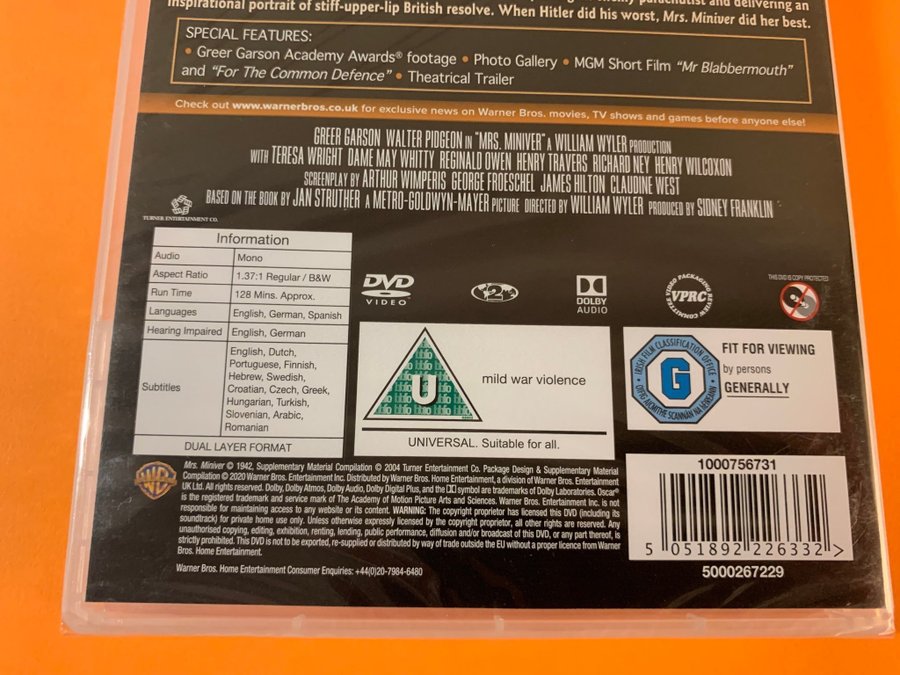 inspirational portrait of stiff-upper-lip British resolve. When Hitler did his worst, Mrs. Miniver did her best.
SPECIAL FEATURES:
• Greer Garson Academy Awards® footage • Photo Gallery • MGM Short Film "Mr Blabbermouth"
and "For The Common Defence" • Theatrical Trailer
Check out www.warnerbros.co.uk for exclusive news on Warner Bros. movies, TV shows and games before anyone else!
GREER GARSON WALTER PIDGEON IN "MRS. MINIVER" A WILLIAM WYLER PRODUCTION
WITH TERESA WRIGHT DAME MAY WHITTY REGINALD OWEN HENRY TRAVERS RICHARD NEY HENRY WILCOXON
SCREENPLAY BY ARTHUR WIMPERIS GEORGE FROESCHEL JAMES HILTON CLAUDINE WEST
BASED ON THE BOOK BY JAN STRUTHER A METRO-GOLDWYN-MAYER PICTURE DIRECTED BY WILLIAM WYLER PRODUCED BY SIDNEY FRANKLIN
TURNER ENTERTAINMENT CO.
Information
Audio Mono
Aspect Ratio 1.37:1 Regular / B&W
Run Time 128 Mins. Approx.
Languages English, German, Spanish
Hearing Impaired English, German
Subtitles English, Dutch,
Portuguese, Finnish,
Hebrew, Swedish,
Croatian, Czech, Greek,
Hungarian, Turkish,
Slovenian, Arabic,
Romanian
DUAL LAYER FORMAT
DVD
VIDEO
2
DOLBY
AUDIO
VIDEO PACKAGING REVIEW COMMITTEE
VPRC
THIS DVD IS COPY PROTECTED
U
mild war violence
UNIVERSAL. Suitable for all.
IRISH FILM CLASSIFICATION OFFICE
G
OIFIG AICMITHE SCANNÁN NA HÉIREANN
FIT FOR VIEWING
by persons
GENERALLY
WB
Mrs. Miniver © 1942, Supplementary Material Compilation © 2004 Turner Entertainment Co. Package Design & Supplementary Material
Compilation © 2020 Warner Bros. Entertainment Inc. Distributed by Warner Bros. Home Entertainment, a division of Warner Bros. Entertainment
UK Ltd. All rights reserved. Dolby, Dolby Atmos, Dolby Audio, Dolby Digital Plus, and the DD symbol are trademarks of Dolby Laboratories. Oscar®
is the registered trademark and service mark of The Academy of Motion Picture Arts and Sciences. Warner Bros. Entertainment Inc. is not
responsible for maintaining access to any website or its content. WARNING: The copyright proprietor has licensed this DVD (including its
soundtrack) for private home use only. Unless otherwise expressly licensed by the copyright proprietor, all other rights are reserved. Any
unauthorised copying, editing, exhibition, renting, lending, public performance, diffusion and/or broadcast of this DVD, or any part thereof, is
strictly prohibited. This DVD is not to be exported, re-supplied or distributed by way of trade outside the EU without a proper licence from Warner
Bros. Home Entertainment.
Warner Bros. Home Entertainment Consumer Enquiries: +44(0)20-7984-6480
1000756731
5 051892 226332 >
5000267229